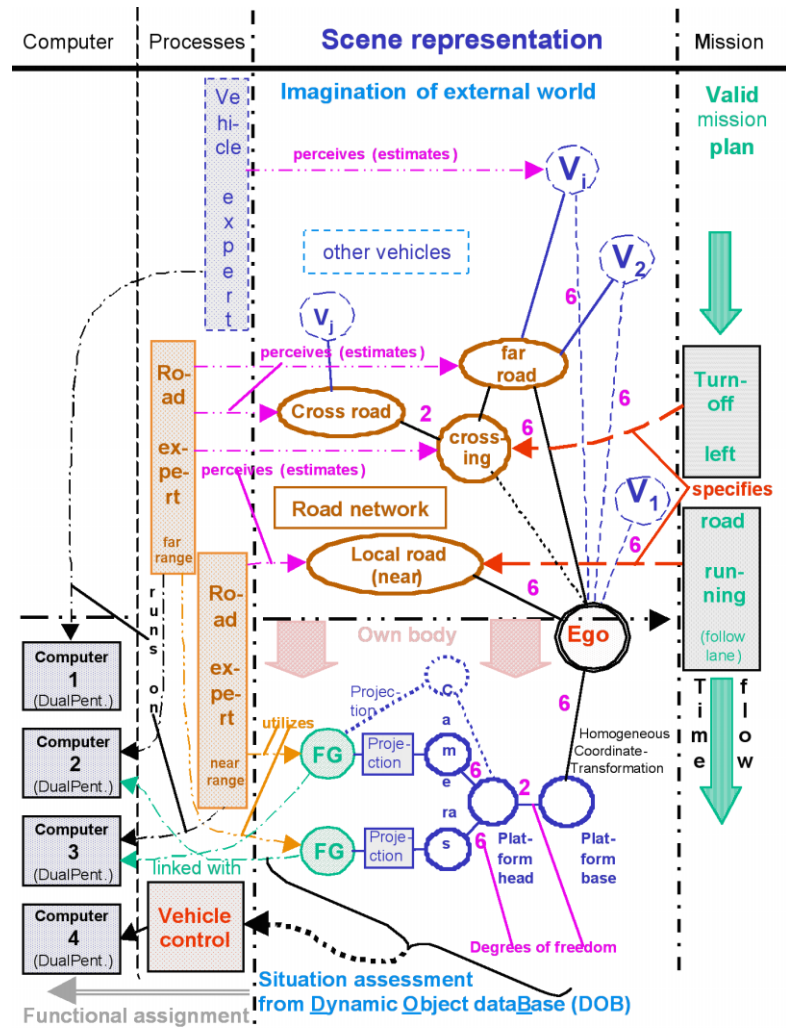 Computer
Processes
Scene representation
Mission
Imagination of external world
Ve-
hi-
cle
expert
perceives (estimates)
Vi
Valid
mission
plan
other vehicles
V2
6
Vj
6
perceives (estimates)
far
road
Ro-
ad
ex-
pert
far
range
Cross road
2
6
cross-
ing
Turn-
off
left
perceives (estimates)
V1
specifies
Road network
6
Local road
(near)
6
road
run-
ning
(follow
lane)
runs on
Ro-
ad
ex-
pert
near
range
Own body
Ego
Computer
1
(DualPent.)
Projec-
tion
Cameras
6
Time
flow
utilizes
Homogeneous
Coordinate-
Transformation
Computer
2
(DualPent.)
FG
Proje-
ction
6
2
Computer
3
(DualPent.)
FG
Projec-
tion
6
Plat-
form
head
Plat-
form
base
linked with
Computer
4
(DualPent.)
Vehicle
control
Degrees of freedom
Situation assessment
from Dynamic Object dataBase (DOB)
Functional assignment